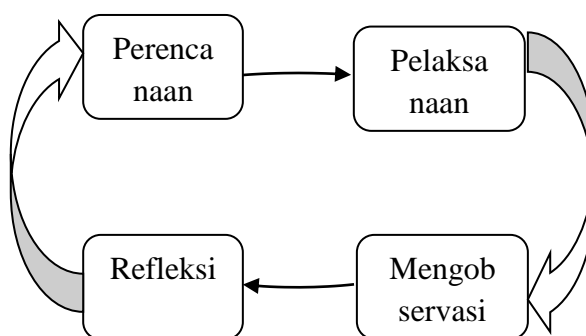 Perenca
naan
Pelaksa
naan
Refleksi
Mengob
servasi